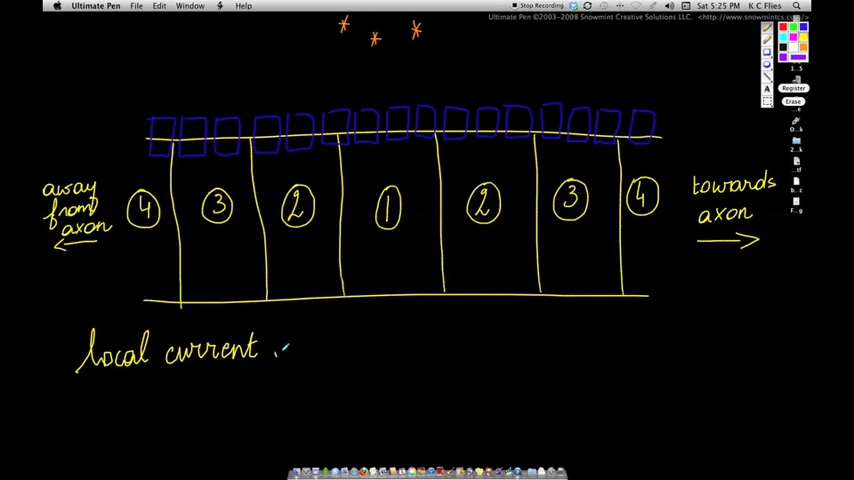 Ultimate Pen File Edit Window Help
Stop Recording
Sat 5:25 PM K C Flies
Ultimate Pen ©2003-2008 Snowmint Creative Solutions LLC. <http://www.snowmintcs.
* * *
Register
Erase
A
away
from
axon
4 3 2 1 2 3 4
towards
axon
local current